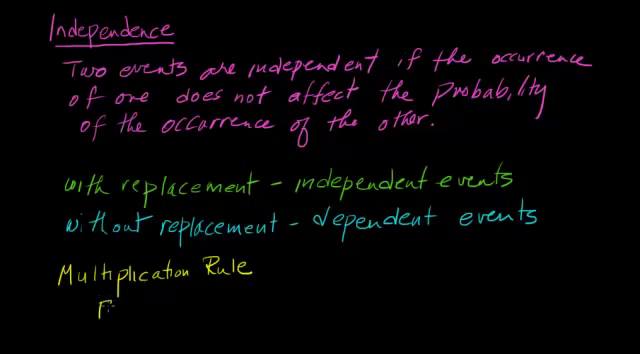 Independence
Two events are independent if the occurrence
of one does not affect the probability
of the occurrence of the other.
with replacement - independent events
without replacement - dependent events
Multiplication Rule
F